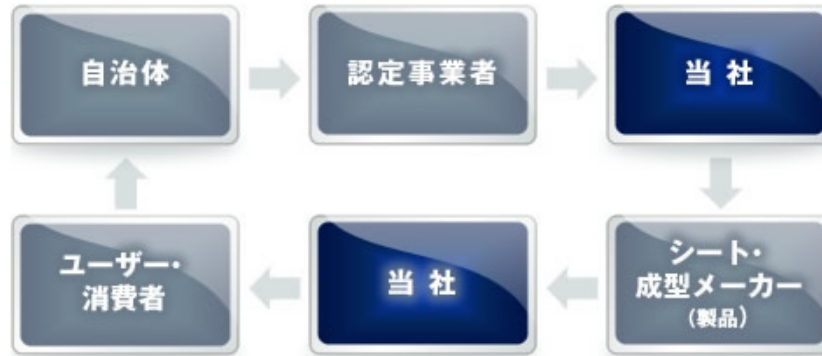 自治体
認定事業者
当社
シート・
成型メーカー
(製品)
当社
ユーザー・
消費者